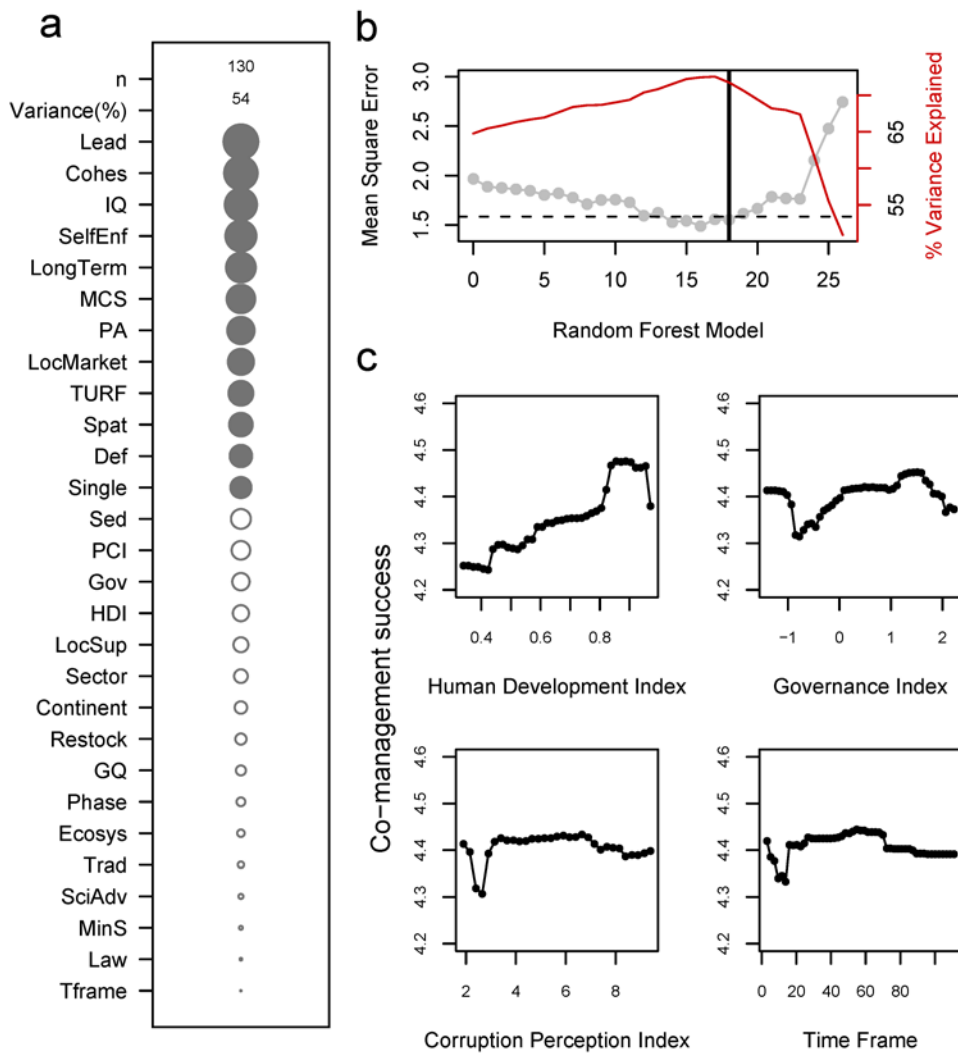 a
n
130
Variance(%)
54
Lead
Cohes
IQ
SelfEnf
LongTerm
MCS
PA
LocMarket
TURF
Spat
Def
Single
Sed
PCI
Gov
HDI
LocSup
Sector
Continent
Restock
GQ
Phase
Ecosys
Trad
SciAdv
MinS
Law
Tframe
b
Mean Square Error
3.0
2.5
2.0
1.5
65
55
% Variance Explained
0 5 10 15 20 25
Random Forest Model
c
Co-management success
4.6
4.5
4.4
4.3
4.2
0.4 0.6 0.8
Human Development Index
4.6
4.5
4.4
4.3
4.2
-1 0 1 2
Governance Index
4.6
4.5
4.4
4.3
4.2
2 4 6 8
Corruption Perception Index
4.6
4.5
4.4
4.3
4.2
0 20 40 60 80
Time Frame